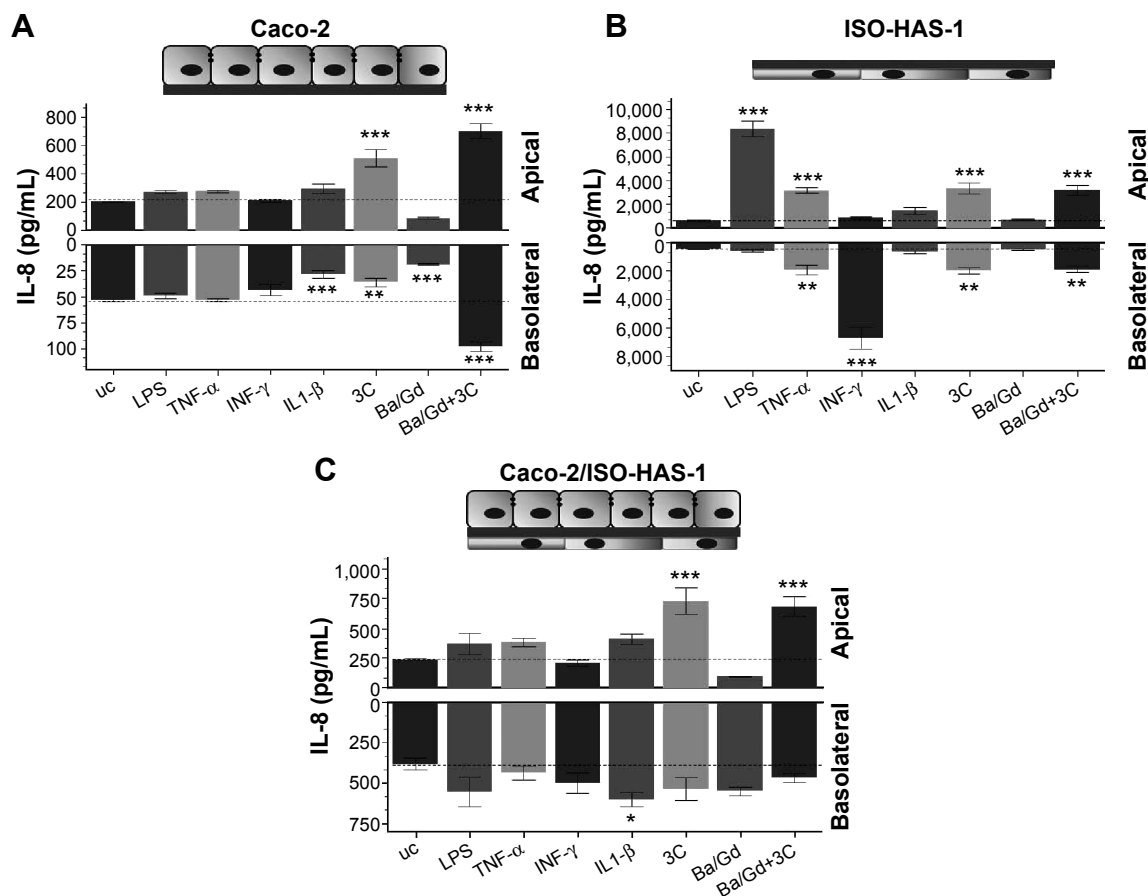 A
Caco-2
***
***
800
600
400
200
0
Apical
IL-8 (pg/mL)
0
25
50
75
100
*** ** *** ***
Basolateral
uc LPS TNF-α INF-γ IL1-β 3C Ba/Gd Ba/Gd+3C
B
ISO-HAS-1
*** *** *** ***
10,000
8,000
6,000
4,000
2,000
0
Apical
IL-8 (pg/mL)
0
2,000
4,000
6,000
8,000
** *** ** **
Basolateral
uc LPS TNF-α INF-γ IL1-β 3C Ba/Gd Ba/Gd+3C
C
Caco-2/ISO-HAS-1
*** ***
1,000
750
500
250
0
Apical
IL-8 (pg/mL)
0
250
500
750
*
Basolateral
uc LPS TNF-α INF-γ IL1-β 3C Ba/Gd Ba/Gd+3C